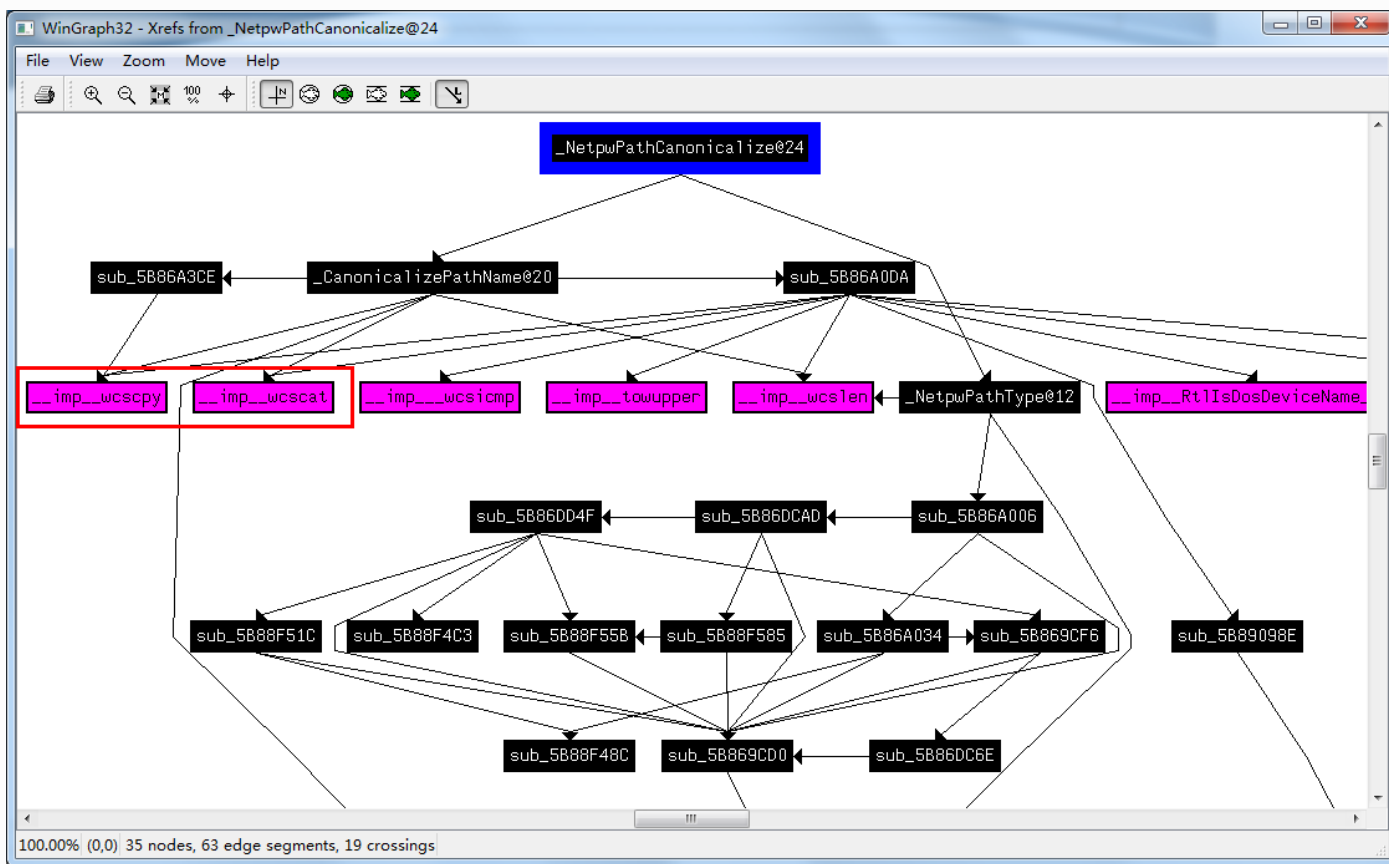 WinGraph32 - Xrefs from _NetpwPathCanonicalize@24
File View Zoom Move Help
100 %
N
_NetpwPathCanonicalize@24
sub_5B86A3CE _CanonicalizePathName@20 sub_5B86A0DA
__imp__wcscpy __imp__wcscat __imp___wcsicmp __imp__towupper __imp__wcslen _NetpwPathType@12 __imp__RtlIsDosDeviceName_
sub_5B86DD4F sub_5B86DCAD sub_5B86A006
sub_5B88F51C sub_5B88F4C3 sub_5B88F55B sub_5B88F585 sub_5B86A034 sub_5B869CF6 sub_5B89098E
sub_5B88F48C sub_5B869CD0 sub_5B86DC6E
100.00% (0,0) 35 nodes, 63 edge segments, 19 crossings